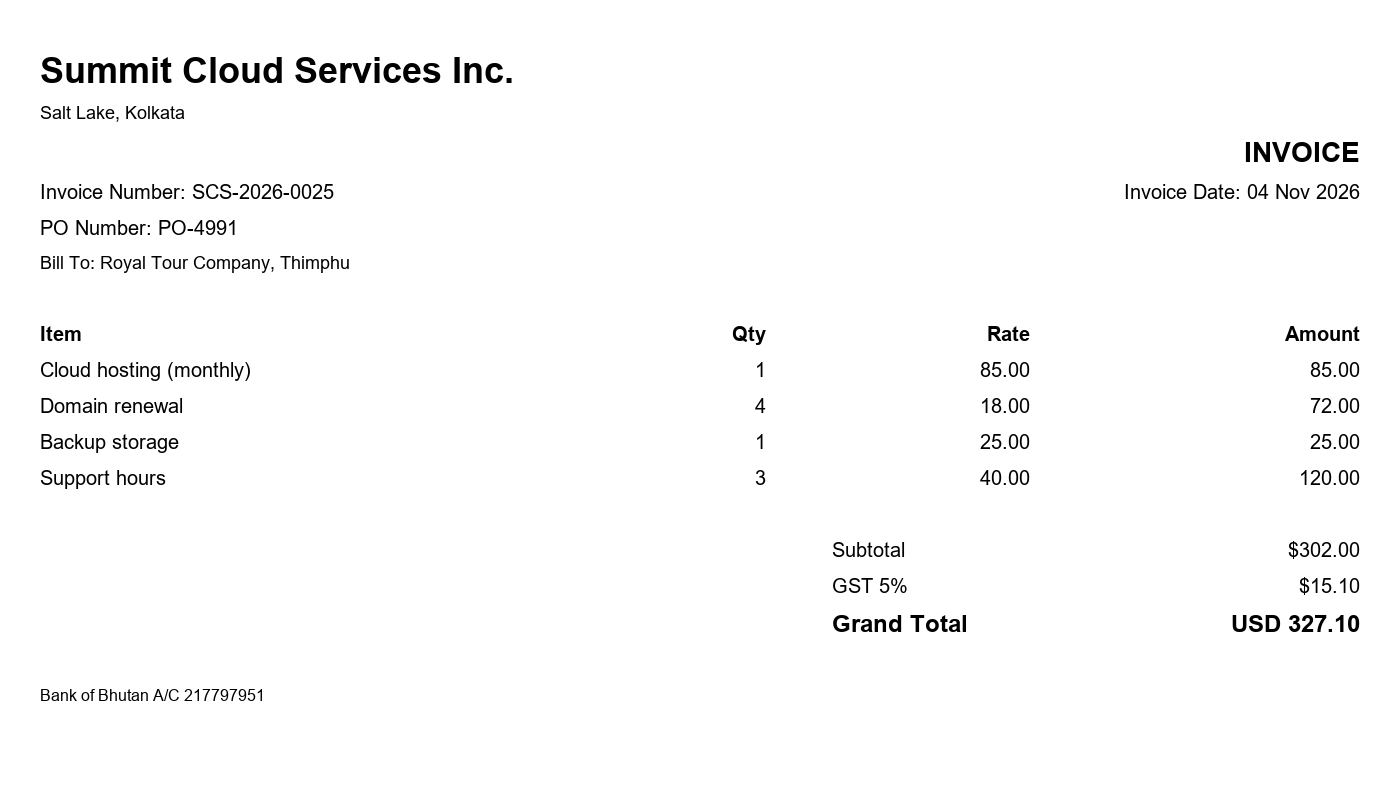 Summit Cloud Services Inc.
Salt Lake, Kolkata
INVOICE
Invoice Number: SCS-2026-0025 Invoice Date: 04 Nov 2026
PO Number: PO-4991
Bill To: Royal Tour Company, Thimphu
Item Qty Rate Amount
Cloud hosting (monthly) 1 85.00 85.00
Domain renewal 4 18.00 72.00
Backup storage 1 25.00 25.00
Support hours 3 40.00 120.00
Subtotal $302.00
GST 5% $15.10
Grand Total USD 327.10
Bank of Bhutan A/C 217797951